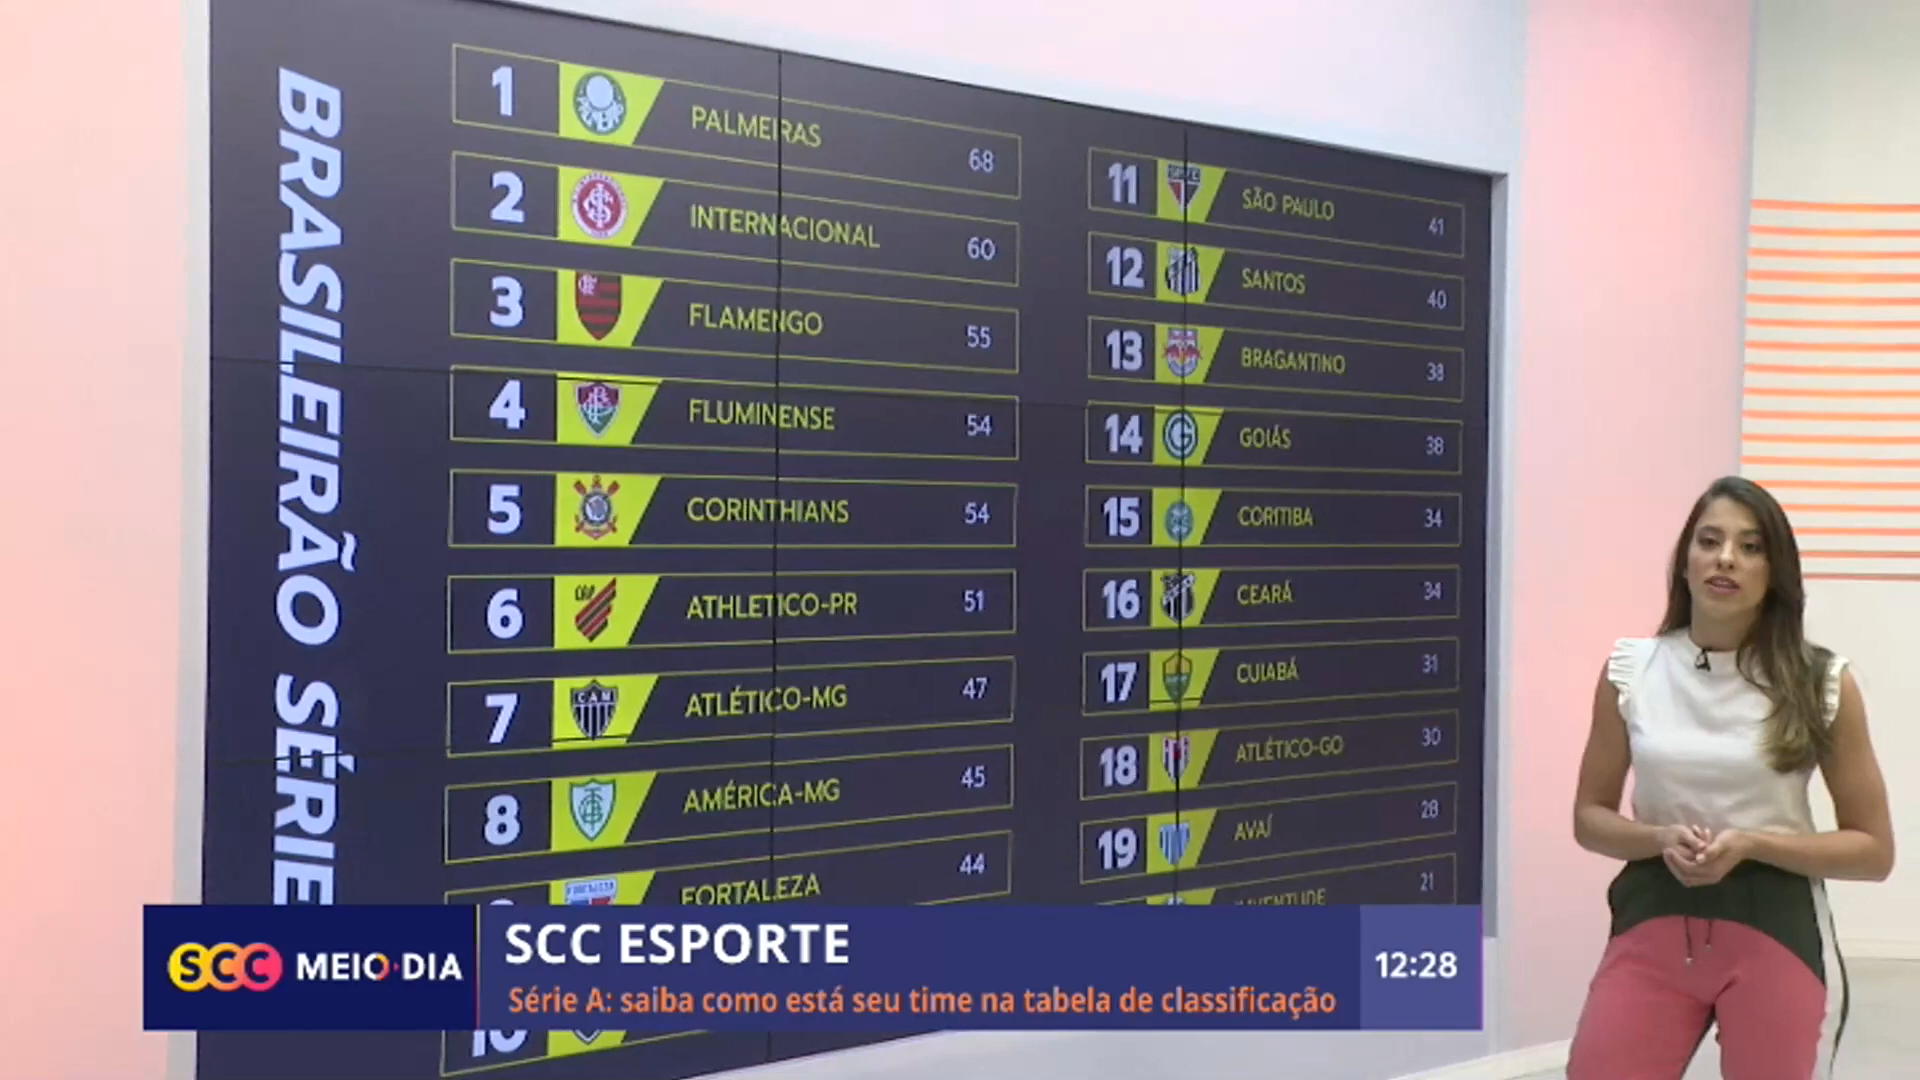 BRASILEIRÃO SÉRIE
1 PALMEIRAS 68
2 INTERNACIONAL 60
3 FLAMENGO 55
4 FLUMINENSE 54
5 CORINTHIANS 54
6 CAP ATHLETICO-PR 51
7 CAM ATLÉTICO-MG 47
8 AMÉRICA-MG 45
FORTALEZA 44
10
11 SÃO PAULO 41
12 SANTOS 40
13 BRAGANTINO 38
14 GOIÁS 38
15 CORITIBA 34
16 CEARÁ 34
17 CUIABÁ 31
18 ATLÉTICO-GO 30
19 AVAÍ 28
JUVENTUDE 21
SCC MEIO-DIA
SCC ESPORTE
Série A: saiba como está seu time na tabela de classificação
12:28